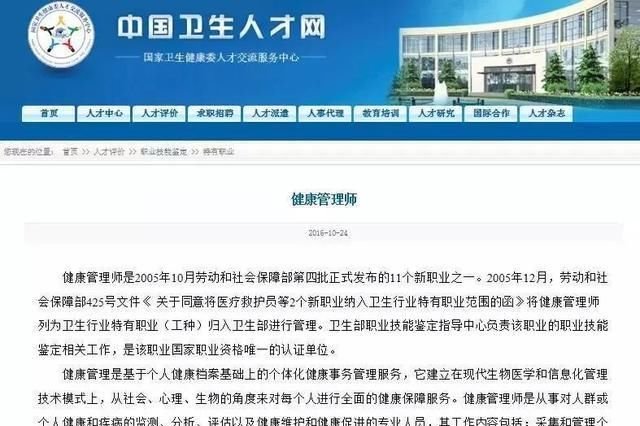 中国卫生人才网
国家卫生健康委人才交流服务中心
首页 人才中心 人才评价 求职招聘 人才派遣 人事代理 教育培训 人才研究 国际合作 人才杂志
您现在的位置: 首页 >> 人才评价 >> 职业技能鉴定 >> 特有职业
健康管理师
2016-10-24
健康管理师是2005年10月劳动和社会保障部第四批正式发布的11个新职业之一。2005年12月，劳动和社
会保障部425号文件《 关于同意将医疗救护员等2个新职业纳入卫生行业特有职业范围的函》将健康管理师
列为卫生行业特有职业（工种）归入卫生部进行管理。卫生部职业技能鉴定指导中心负责该职业的职业技能
鉴定相关工作，是该职业国家职业资格唯一的认证单位。
健康管理是基于个人健康档案基础上的个体化健康事务管理服务，它建立在现代生物医学和信息化管理
技术模式上，从社会、心理、生物的角度来对每个人进行全面的健康保障服务。健康管理师是从事对人群或
个人健康和疾病的监测、分析、评估以及健康维护和健康促进的专业人员，其工作内容包括：采集和管理个